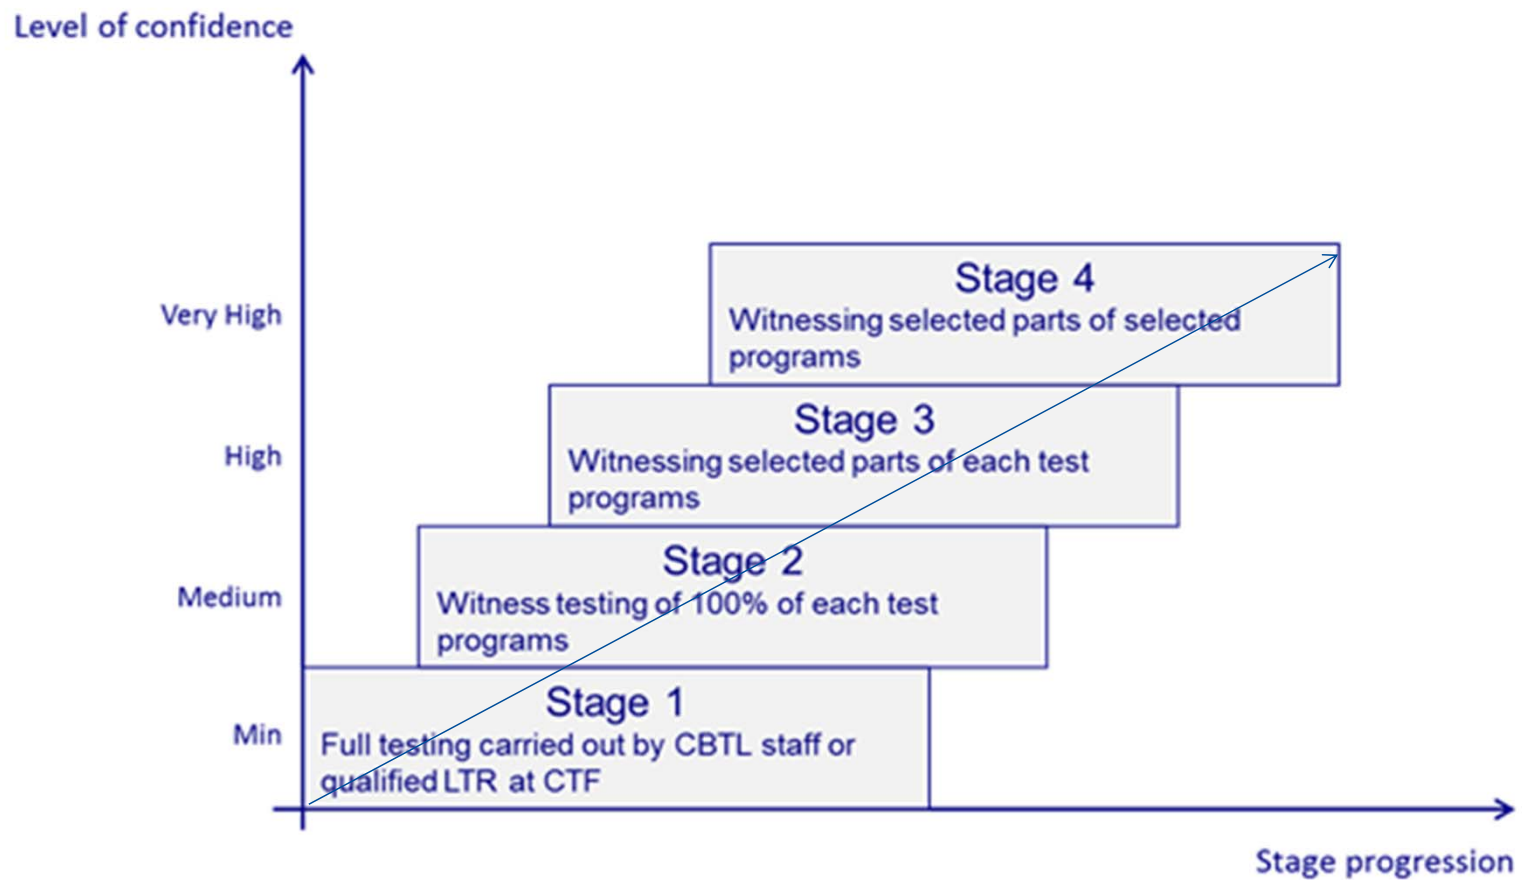 Level of confidence
Very High
Stage 4
Witnessing selected parts of selected
programs
High
Stage 3
Witnessing selected parts of each test
programs
Medium
Stage 2
Witness testing of 100% of each test
programs
Min
Stage 1
Full testing carried out by CBTL staff or
qualified LTR at CTF
Stage progression